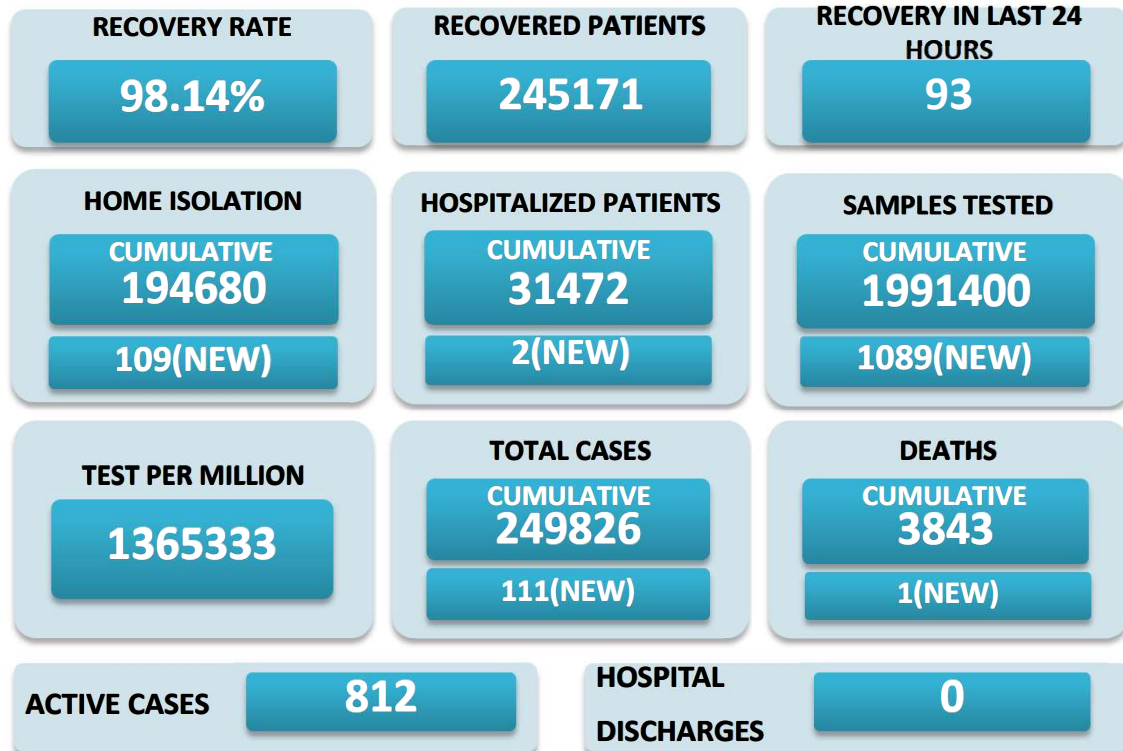 RECOVERY RATE
98.14%
RECOVERED PATIENTS
245171
RECOVERY IN LAST 24
HOURS
93
HOME ISOLATION
CUMULATIVE
194680
109(NEW)
HOSPITALIZED PATIENTS
CUMULATIVE
31472
2(NEW)
SAMPLES TESTED
CUMULATIVE
1991400
1089(NEW)
TEST PER MILLION
1365333
TOTAL CASES
CUMULATIVE
249826
111(NEW)
DEATHS
CUMULATIVE
3843
1(NEW)
ACTIVE CASES
812
HOSPITAL
DISCHARGES
0